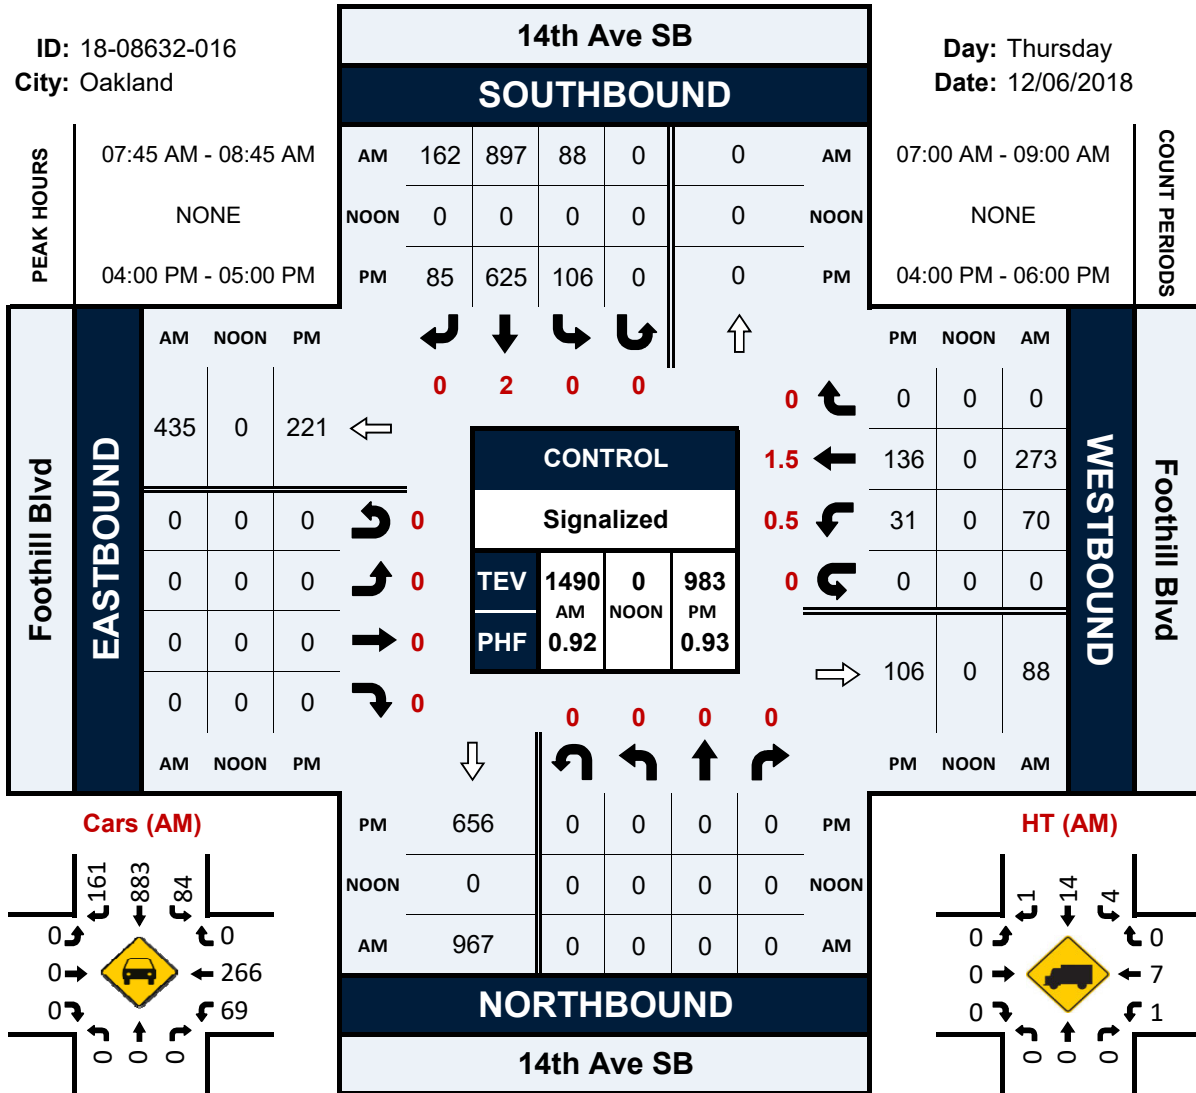 14th Ave SB
ID: 18-08632-016
City: Oakland
Day: Thursday
Date: 12/06/2018
SOUTHBOUND
PEAK HOURS
07:45 AM - 08:45 AM
NONE
04:00 PM - 05:00 PM
AM 162 897 88 0 0 AM
NOON 0 0 0 0 0 NOON
PM 85 625 106 0 0 PM
07:00 AM - 09:00 AM
NONE
04:00 PM - 06:00 PM
COUNT PERIODS
0 2 0 0
Foothill Blvd
EASTBOUND
AM NOON PM
435 0 221
0 0 0 0
0 0 0 0
0 0 0 0
0 0 0 0
AM NOON PM
CONTROL
Signalized
TEV 1490 0 983
AM NOON PM
PHF 0.92 0.93
PM NOON AM
0 0 0 0
1.5 136 0 273
0.5 31 0 70
0 0 0 0
106 0 88
PM NOON AM
WESTBOUND
Foothill Blvd
0 0 0 0
PM 656 0 0 0 0 PM
NOON 0 0 0 0 0 NOON
AM 967 0 0 0 0 AM
NORTHBOUND
14th Ave SB
Cars (AM)
161 883 84
0 0
0 266
0 69
0 0 0
HT (AM)
1 14 4
0 0
0 7
0 1
0 0 0